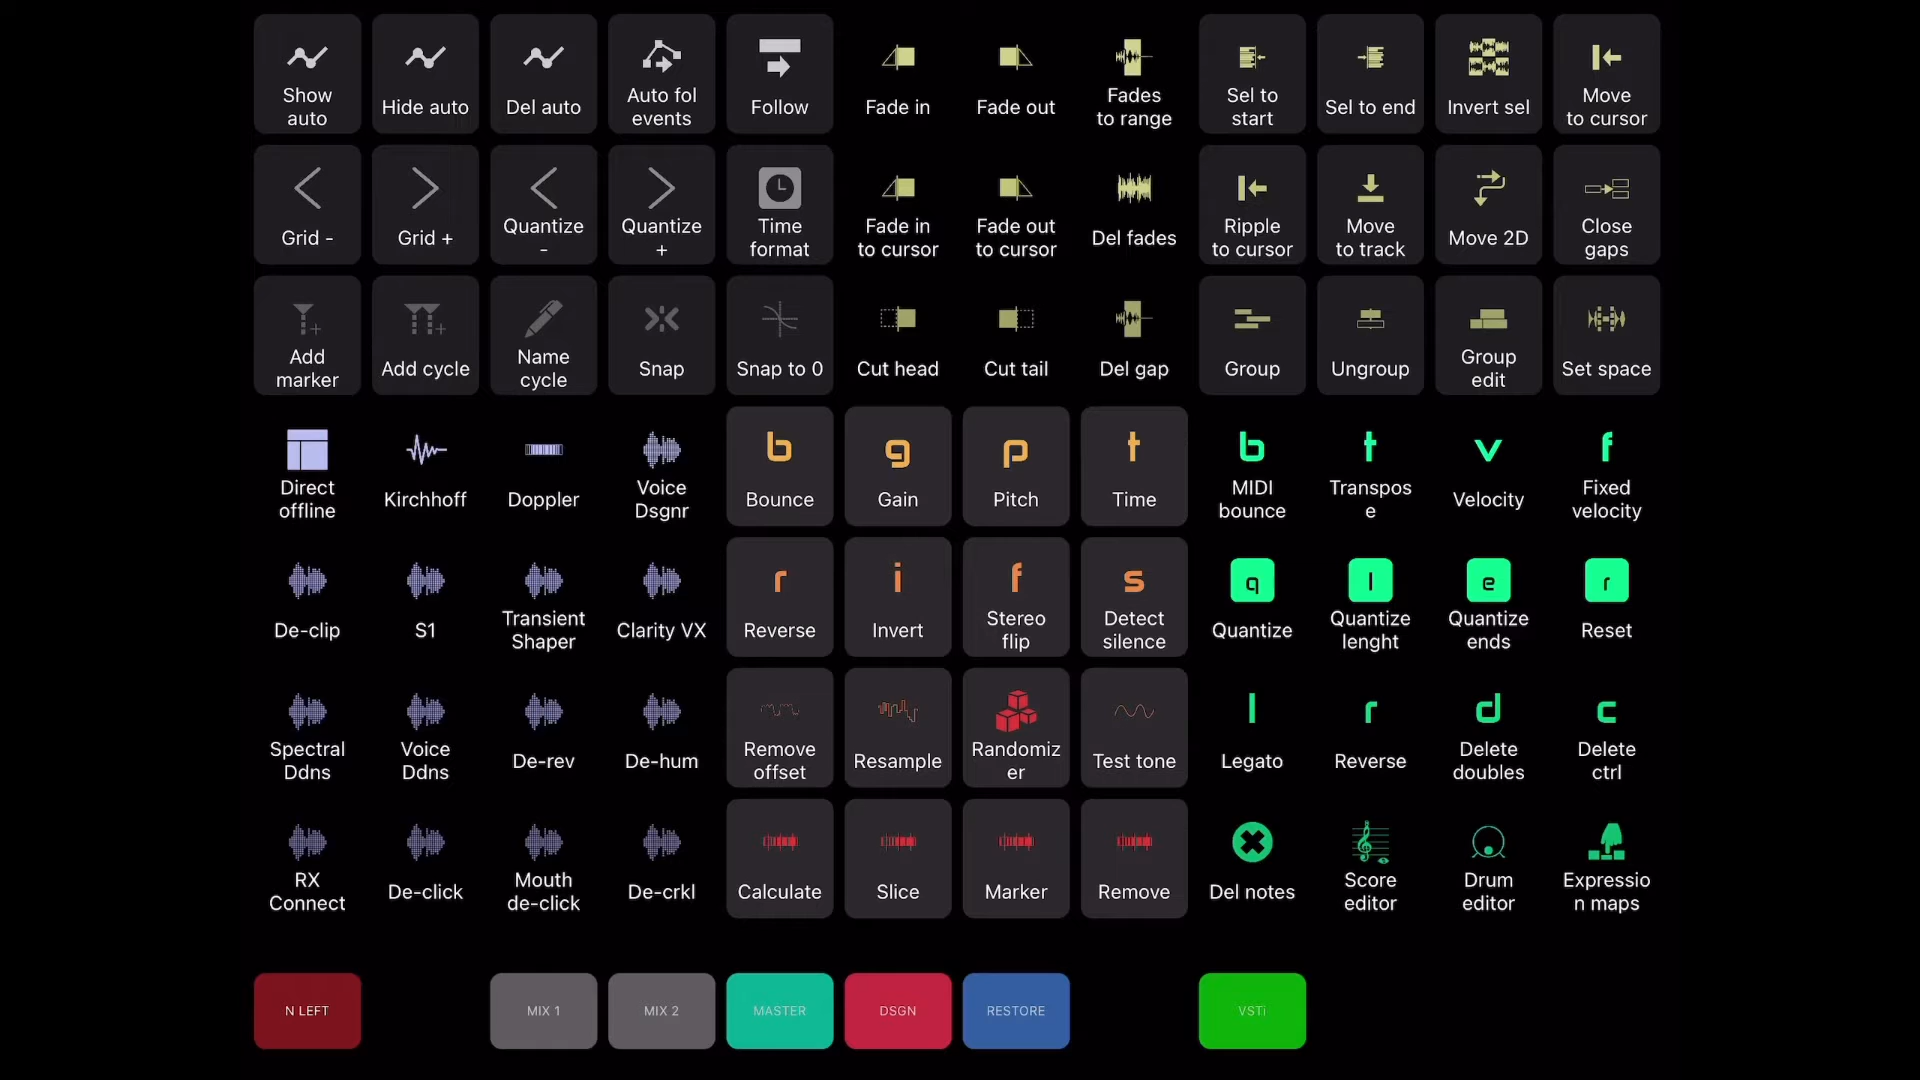 Show
auto
Hide auto
Del auto
Auto fol
events
Follow
Fade in
Fade out
Fades
to range
Sel to
start
Sel to end
Invert sel
Move
to cursor
Grid -
Grid +
Quantize
-
Quantize
+
Time
format
Fade in
to cursor
Fade out
to cursor
Del fades
Ripple
to cursor
Move
to track
Move 2D
Close
gaps
Add
marker
Add cycle
Name
cycle
Snap
Snap to 0
Cut head
Cut tail
Del gap
Group
Ungroup
Group
edit
Set space
Direct
offline
Kirchhoff
Doppler
Voice
Dsgnr
b
Bounce
g
Gain
p
Pitch
t
Time
b
MIDI
bounce
t
Transpos
e
v
Velocity
f
Fixed
velocity
De-clip
S1
Transient
Shaper
Clarity VX
r
Reverse
i
Invert
f
Stereo
flip
s
Detect
silence
q
Quantize
l
Quantize
lenght
e
Quantize
ends
r
Reset
Spectral
Ddns
Voice
Ddns
De-rev
De-hum
Remove
offset
Resample
Randomiz
er
Test tone
l
Legato
r
Reverse
d
Delete
doubles
c
Delete
ctrl
RX
Connect
De-click
Mouth
de-click
De-crkl
Calculate
Slice
Marker
Remove
Del notes
Score
editor
Drum
editor
Expressio
n maps
N LEFT
MIX 1
MIX 2
MASTER
DSGN
RESTORE
VSTi